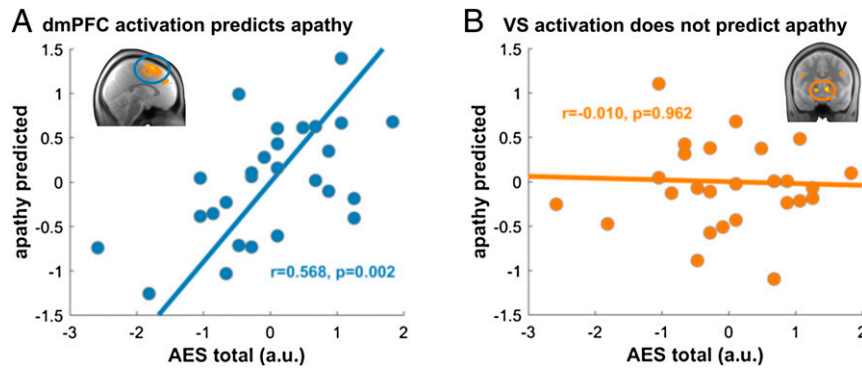 A dmPFC activation predicts apathy
1.5
1
0.5
0
-0.5
-1
-1.5
apathy predicted
r=0.568, p=0.002
-3 -2 -1 0 1 2
AES total (a.u.)
B VS activation does not predict apathy
1.5
1
0.5
0
-0.5
-1
-1.5
apathy predicted
r=-0.010, p=0.962
-3 -2 -1 0 1 2
AES total (a.u.)